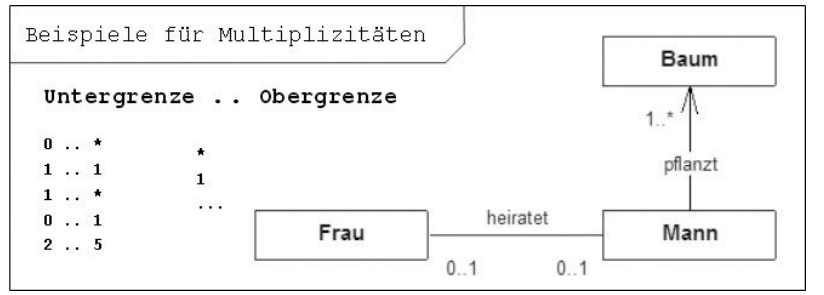 Beispiele für Multiplizitäten
Untergrenze .. Obergrenze
0 .. *
1 .. 1
1 .. *
0 .. 1
2 .. 5
*
1
...
Baum
1..*
pflanzt
Frau
heiratet
Mann
0..1
0..1